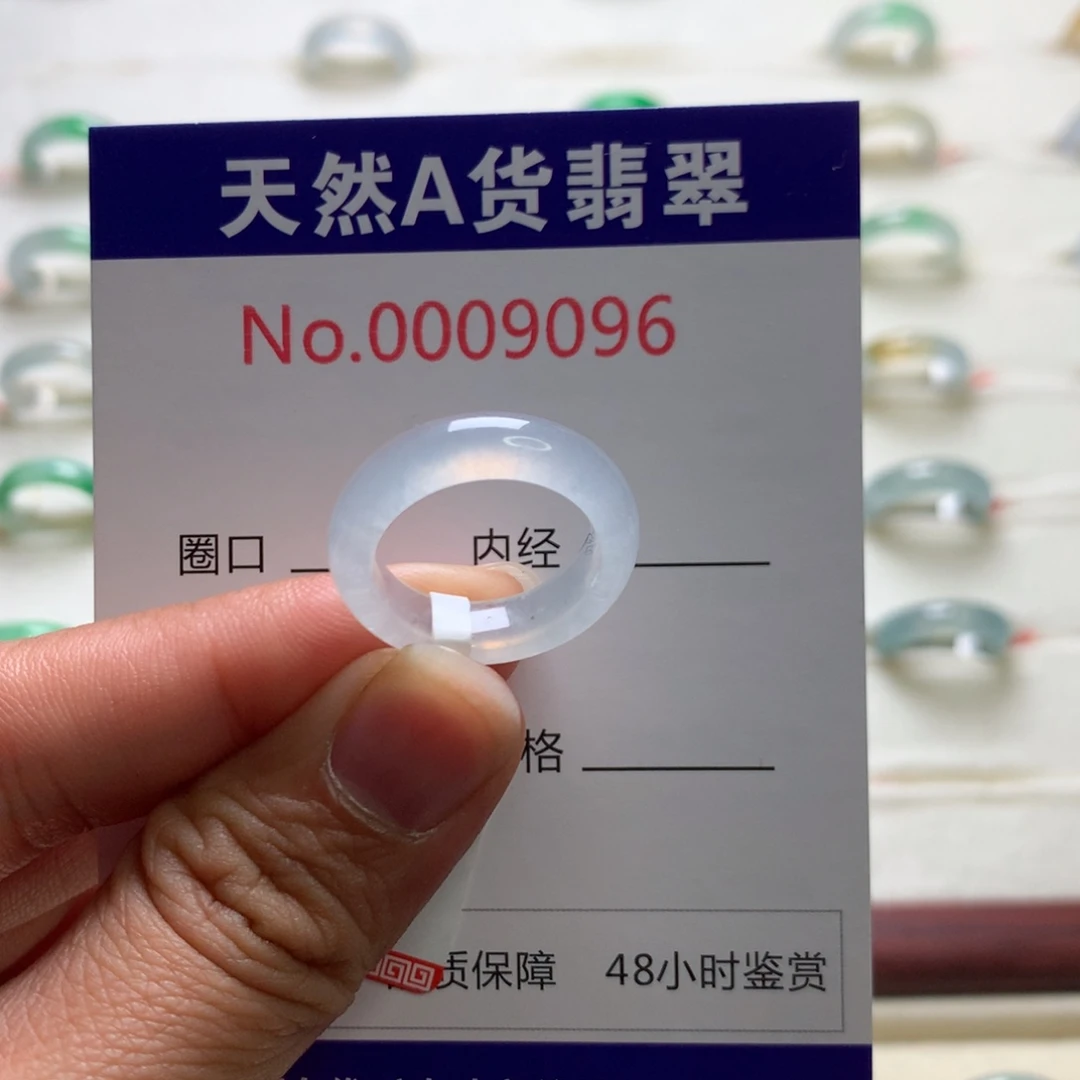 天然A货翡翠
No.0009096
圈口 内经
格
质保障 48小时鉴赏